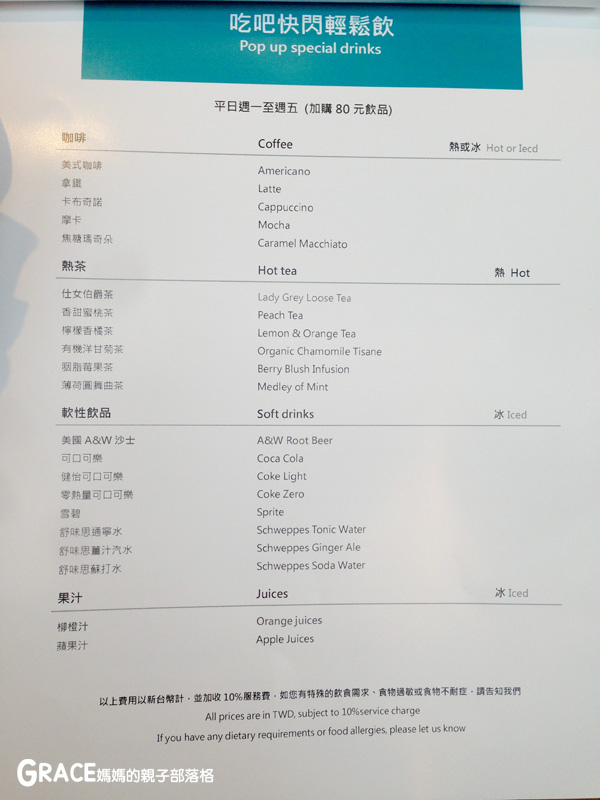 吃吧快閃輕鬆飲
Pop up special drinks
平日週一至週五 (加購 80 元飲品)
咖啡 Coffee 熱或冰 Hot or Iecd
美式咖啡 Americano
拿鐵 Latte
卡布奇諾 Cappuccino
摩卡 Mocha
焦糖瑪奇朵 Caramel Macchiato
熱茶 Hot tea 熱 Hot
仕女伯爵茶 Lady Grey Loose Tea
香甜蜜桃茶 Peach Tea
檸檬香橘茶 Lemon & Orange Tea
有機洋甘菊茶 Organic Chamomile Tisane
胭脂莓果茶 Berry Blush Infusion
薄荷圓舞曲茶 Medley of Mint
軟性飲品 Soft drinks 冰 Iced
美國 A&W 沙士 A&W Root Beer
可口可樂 Coca Cola
健怡可口可樂 Coke Light
零熱量可口可樂 Coke Zero
雪碧 Sprite
舒味思通寧水 Schweppes Tonic Water
舒味思薑汁汽水 Schweppes Ginger Ale
舒味思蘇打水 Schweppes Soda Water
果汁 Juices 冰 Iced
柳橙汁 Orange juices
蘋果汁 Apple Juices
以上費用以新台幣計，並加收 10%服務費，如您有特殊的飲食需求、食物過敏或食物不耐症，請告知我們
All prices are in TWD, subject to 10%service charge
If you have any dietary requirements or food allergies, please let us know
GRACE媽媽的親子部落格